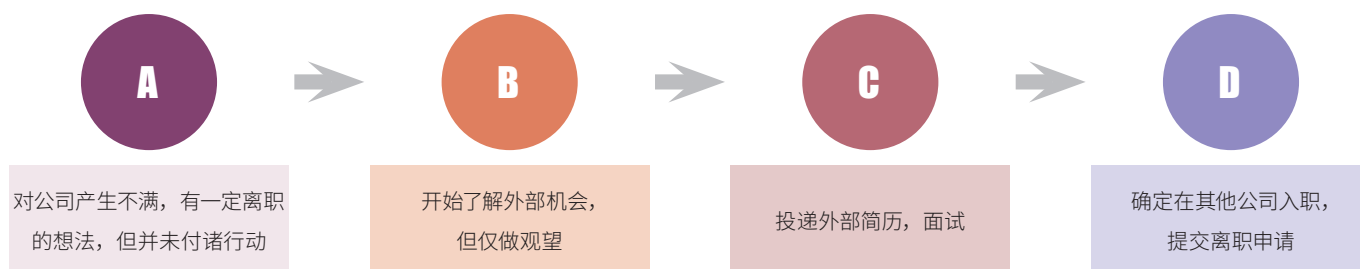 A
B
C
D
对公司产生不满，有一定离职
的想法，但并未付诸行动
开始了解外部机会，
但仅做观望
投递外部简历，面试
确定在其他公司入职，
提交离职申请